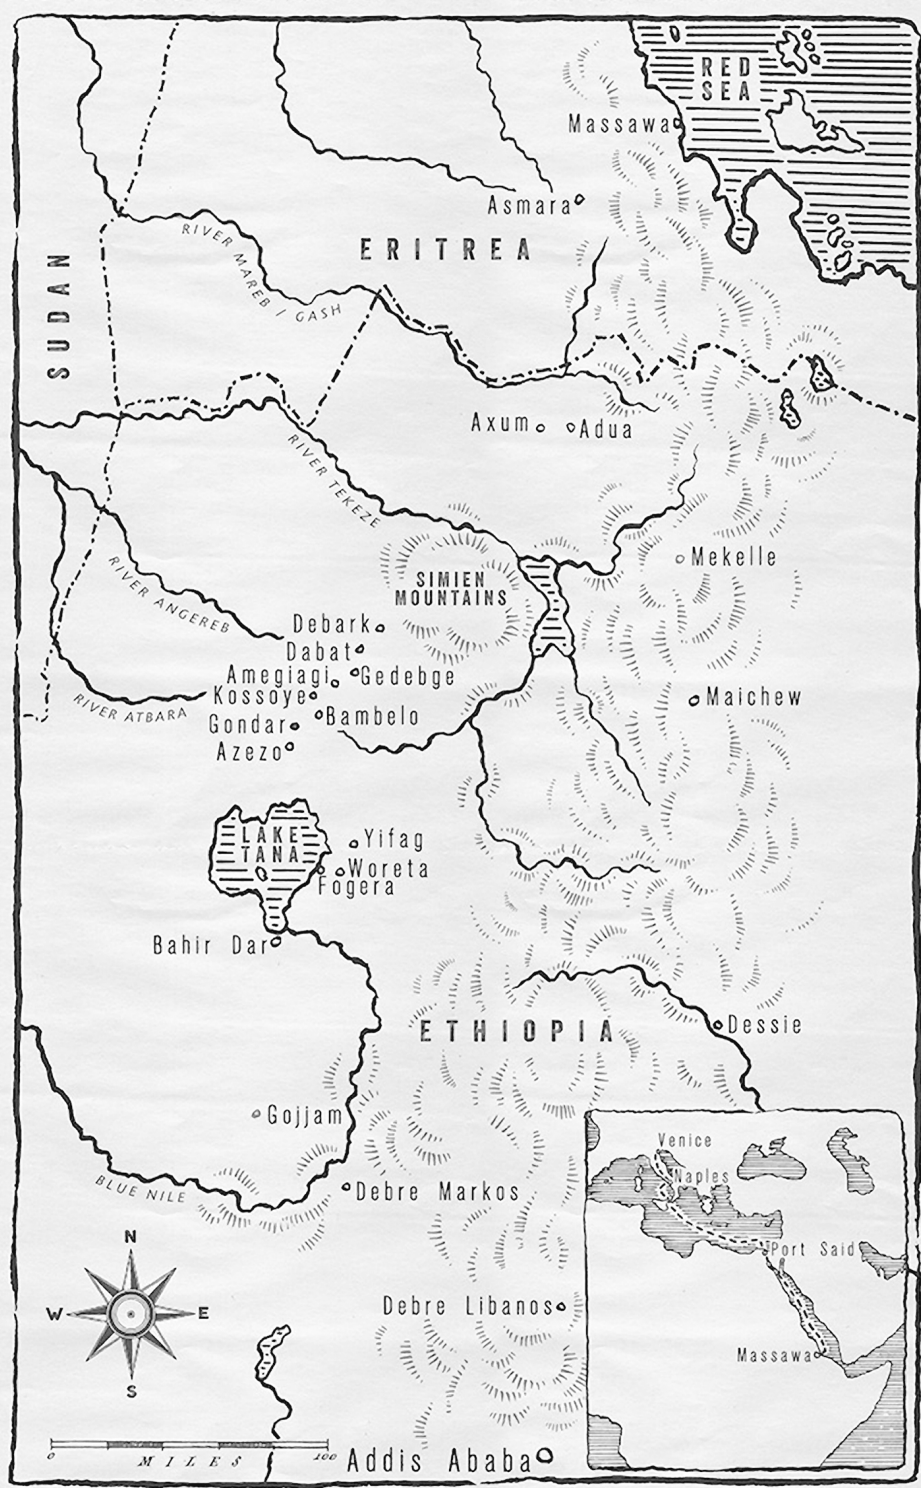 RED
SEA
Massawa
Asmara
ERITREA
RIVER MAREB / GASH
SUDAN
Axum
Adua
RIVER TEKEZE
Mekelle
SIMIEN
MOUNTAINS
RIVER ANGEREB
Debark
Dabat
Amegiagi
Gedebge
Kossoye
Maichew
RIVER ATBARA
Bambelo
Gondar
Azezo
LAKE
TANA
Yifag
Woreta
Fogera
Bahir Dar
ETHIOPIA
Dessie
Gojjam
Debre Markos
BLUE NILE
Venice
Naples
Port Said
Massawa
N
W
E
S
Debre Libanos
0
100
MILES
Addis Ababa